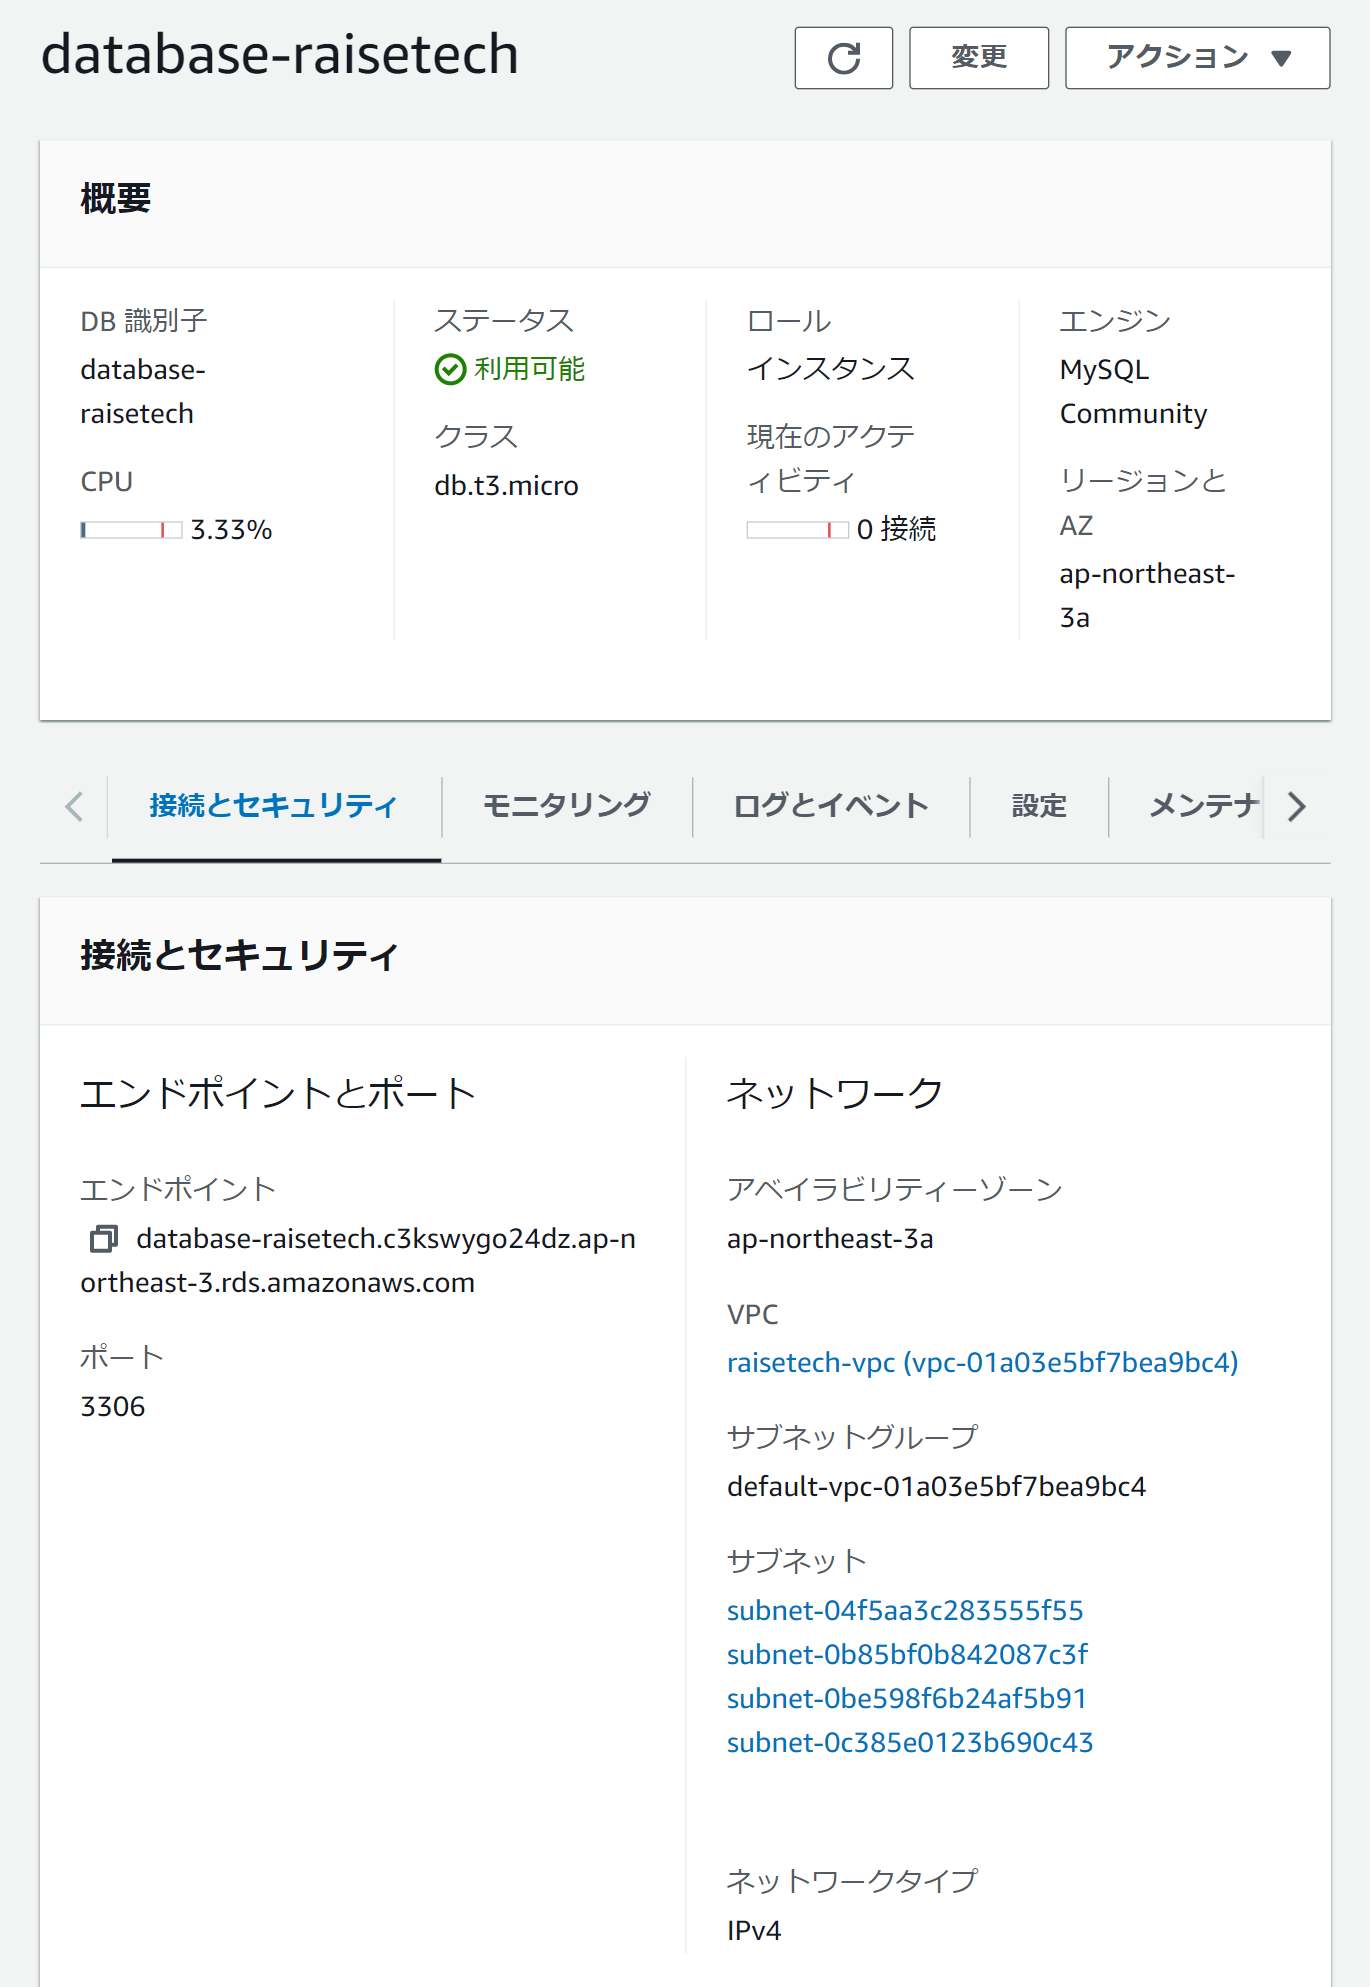 database-raisetech
変更
アクション
概要
DB 識別子
database-
raisetech
CPU
3.33%
ステータス
利用可能
クラス
db.t3.micro
ロール
インスタンス
現在のアクテ
ィビティ
0 接続
エンジン
MySQL
Community
リージョンと
AZ
ap-northeast-
3a
接続とセキュリティ
モニタリング
ログとイベント
設定
メンテナ
接続とセキュリティ
エンドポイントとポート
エンドポイント
database-raisetech.c3kswygo24dz.ap-n
ortheast-3.rds.amazonaws.com
ポート
3306
ネットワーク
アベイラビリティーゾーン
ap-northeast-3a
VPC
raisetech-vpc (vpc-01a03e5bf7bea9bc4)
サブネットグループ
default-vpc-01a03e5bf7bea9bc4
サブネット
subnet-04f5aa3c283555f55
subnet-0b85bf0b842087c3f
subnet-0be598f6b24af5b91
subnet-0c385e0123b690c43
ネットワークタイプ
IPv4